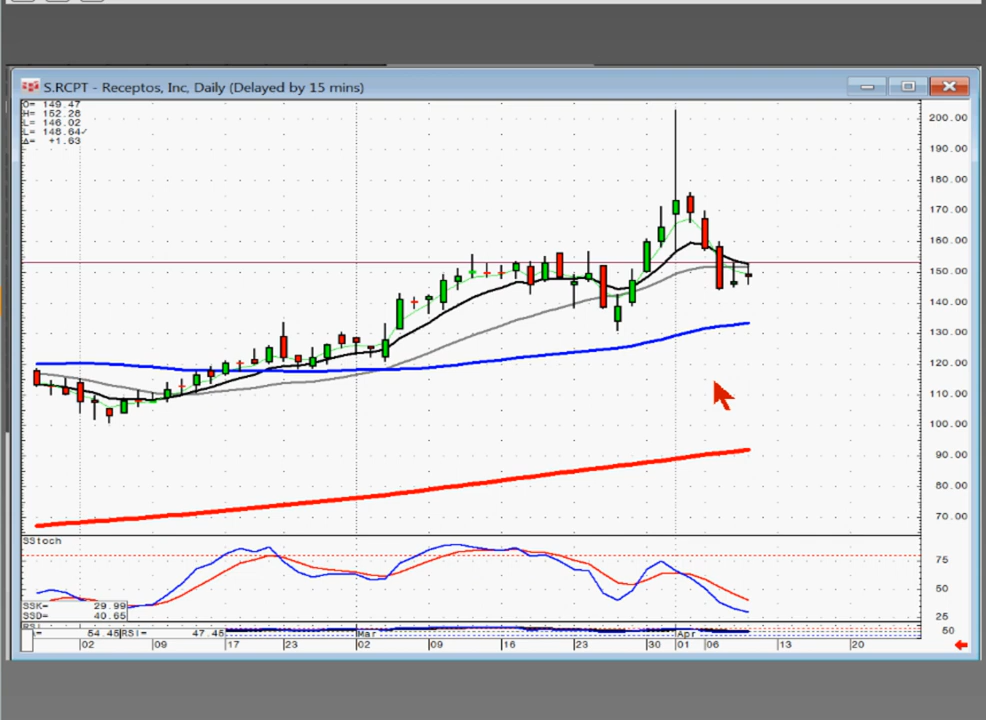 S.RCPT - Receptos, Inc, Daily (Delayed by 15 mins)
O= 149.47
H= 152.28
L= 146.02
L= 148.64✓
Δ= +1.63
200.00
190.00
180.00
170.00
160.00
150.00
140.00
130.00
120.00
110.00
100.00
90.00
80.00
70.00
SStoch
75
50
25
SSK= 29.99
SSD= 40.65
54.45 RSI= 47.45
Mar
Apr
50
02 09 17 23 02 09 16 23 30 01 06 13 20